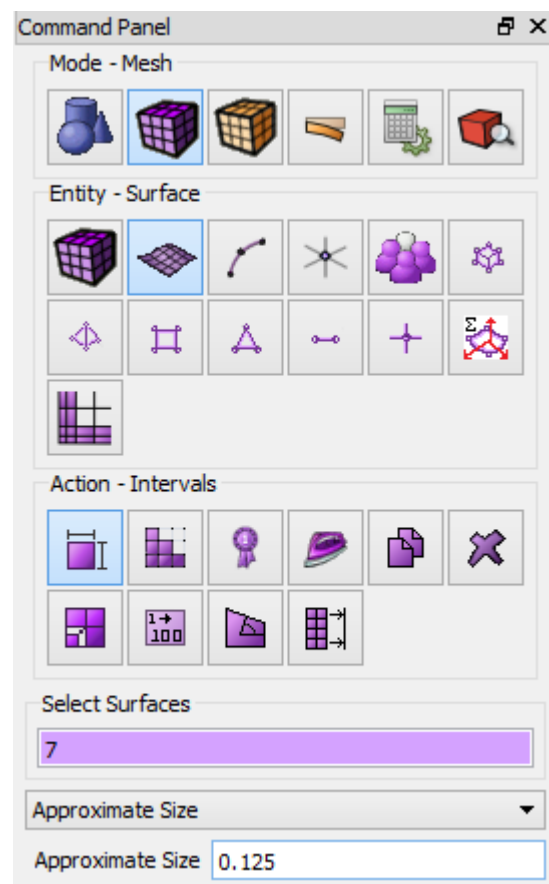 Command Panel
Mode - Mesh
Entity - Surface
Σ
Action - Intervals
1
1→
100
Select Surfaces
7
Approximate Size
Approximate Size 0.125